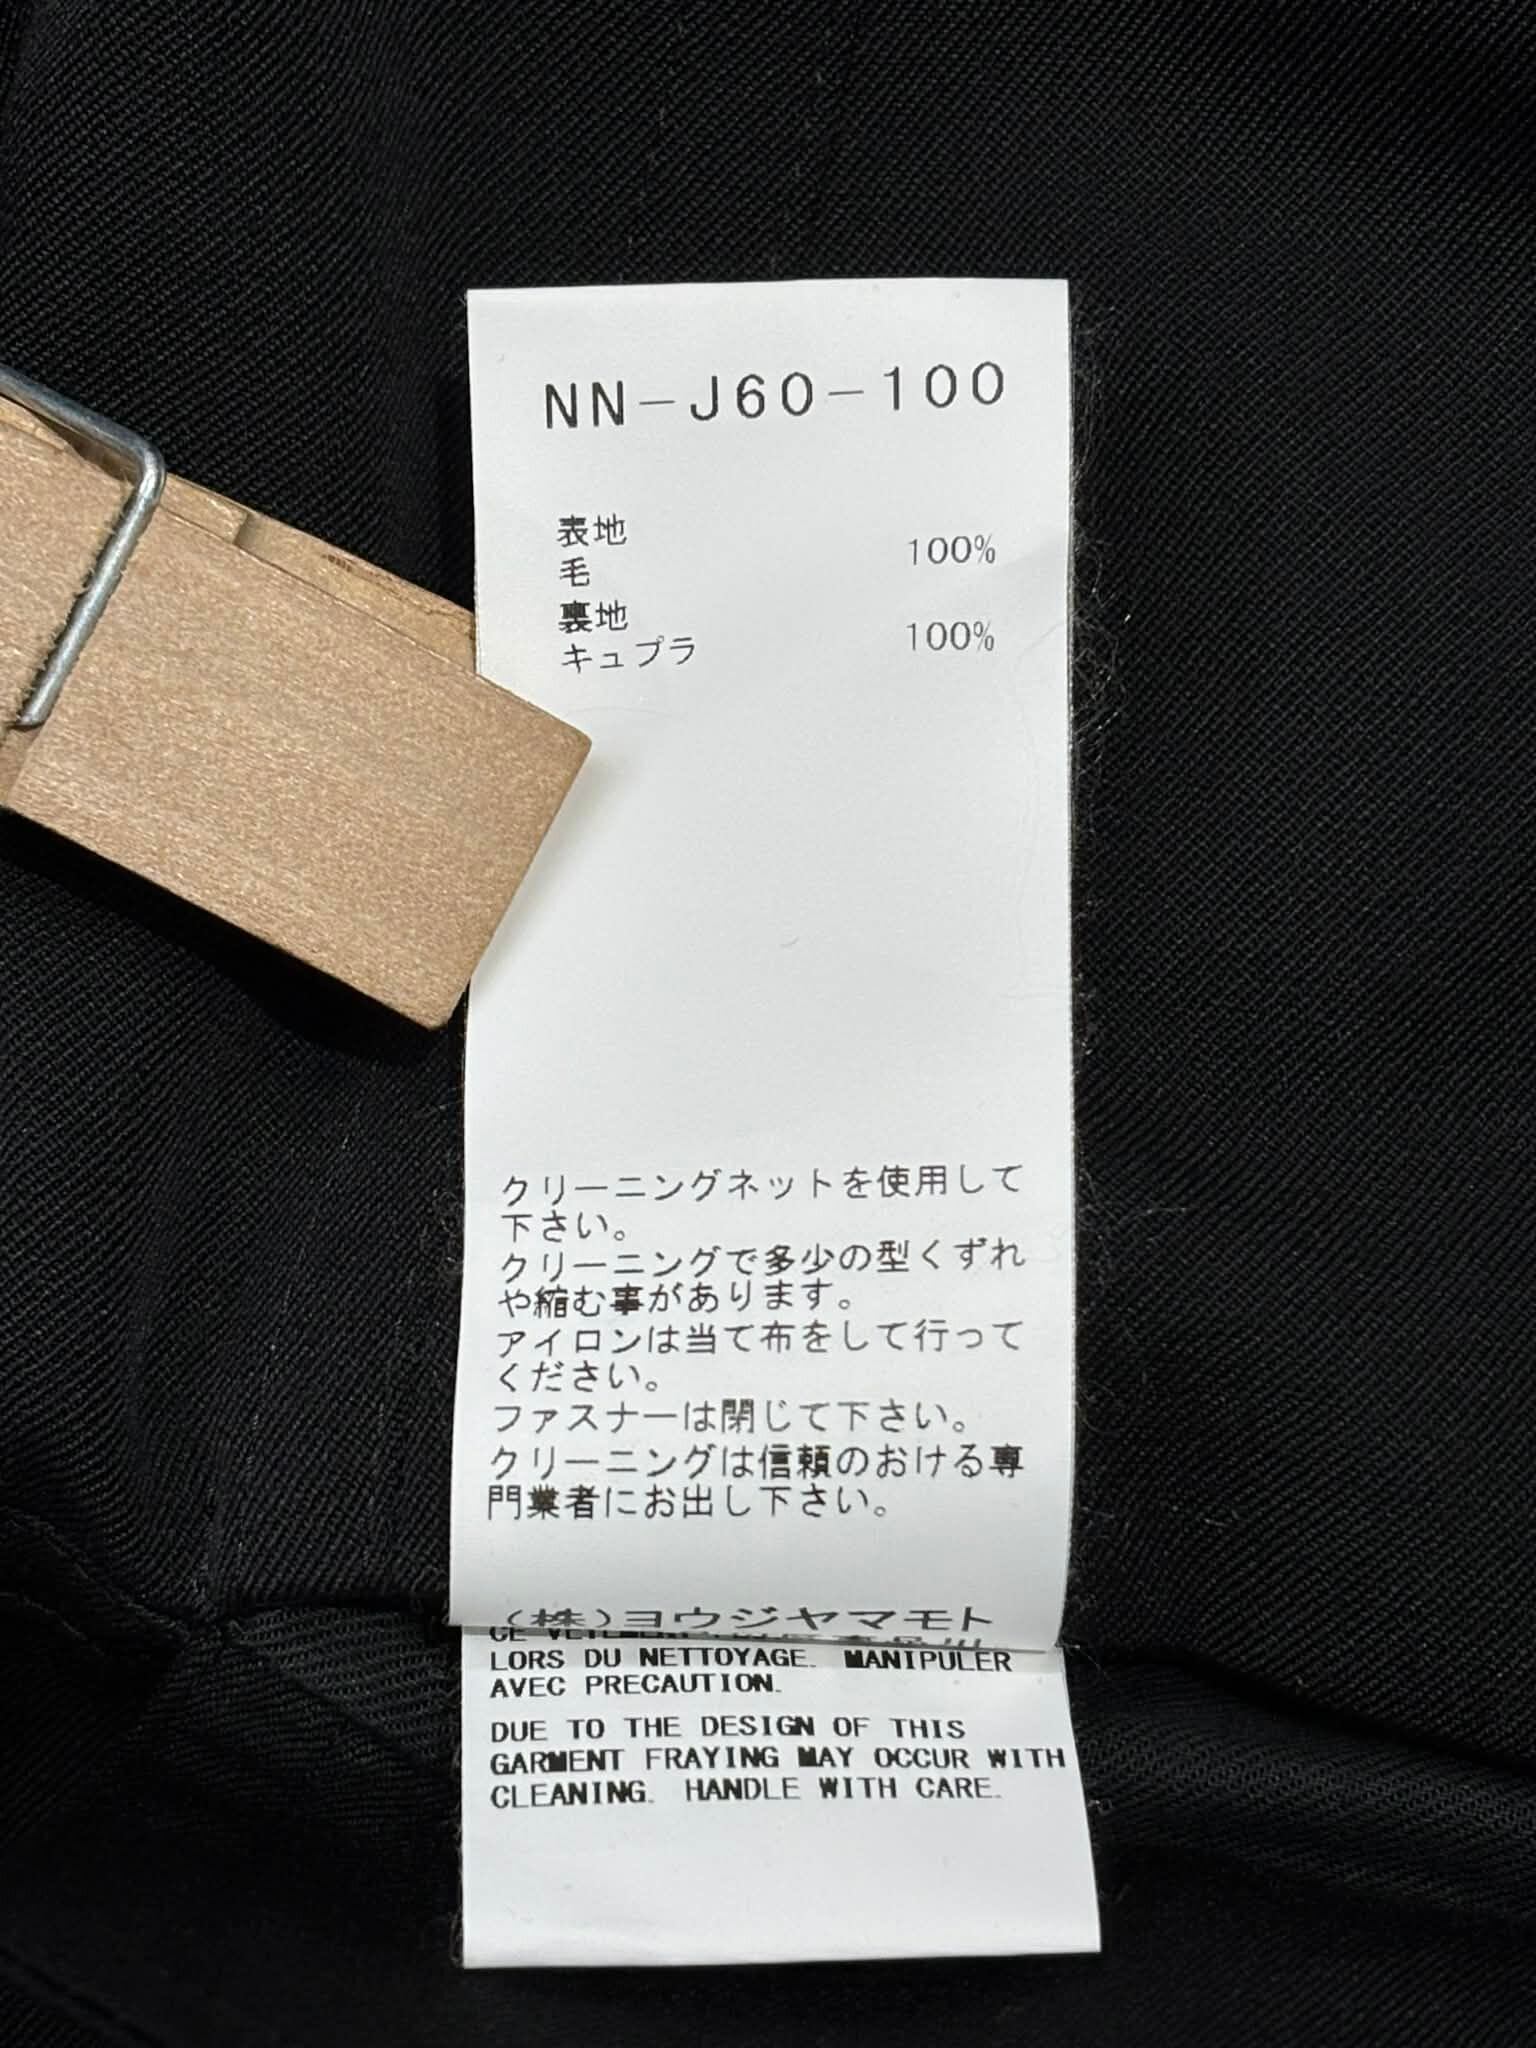 NN-J60-100
表地
毛 100%
裏地
キュプラ 100%
クリーニングネットを使用して
下さい。
クリーニングで多少の型くずれ
や縮む事があります。
アイロンは当て布をして行って
ください。
ファスナーは閉じて下さい。
クリーニングは信頼のおける専
門業者にお出し下さい。
(株)ヨウジヤマモト
LORS DU NETTOYAGE. MANIPULER
AVEC PRECAUTION.
DUE TO THE DESIGN OF THIS
GARMENT FRAYING MAY OCCUR WITH
CLEANING. HANDLE WITH CARE.